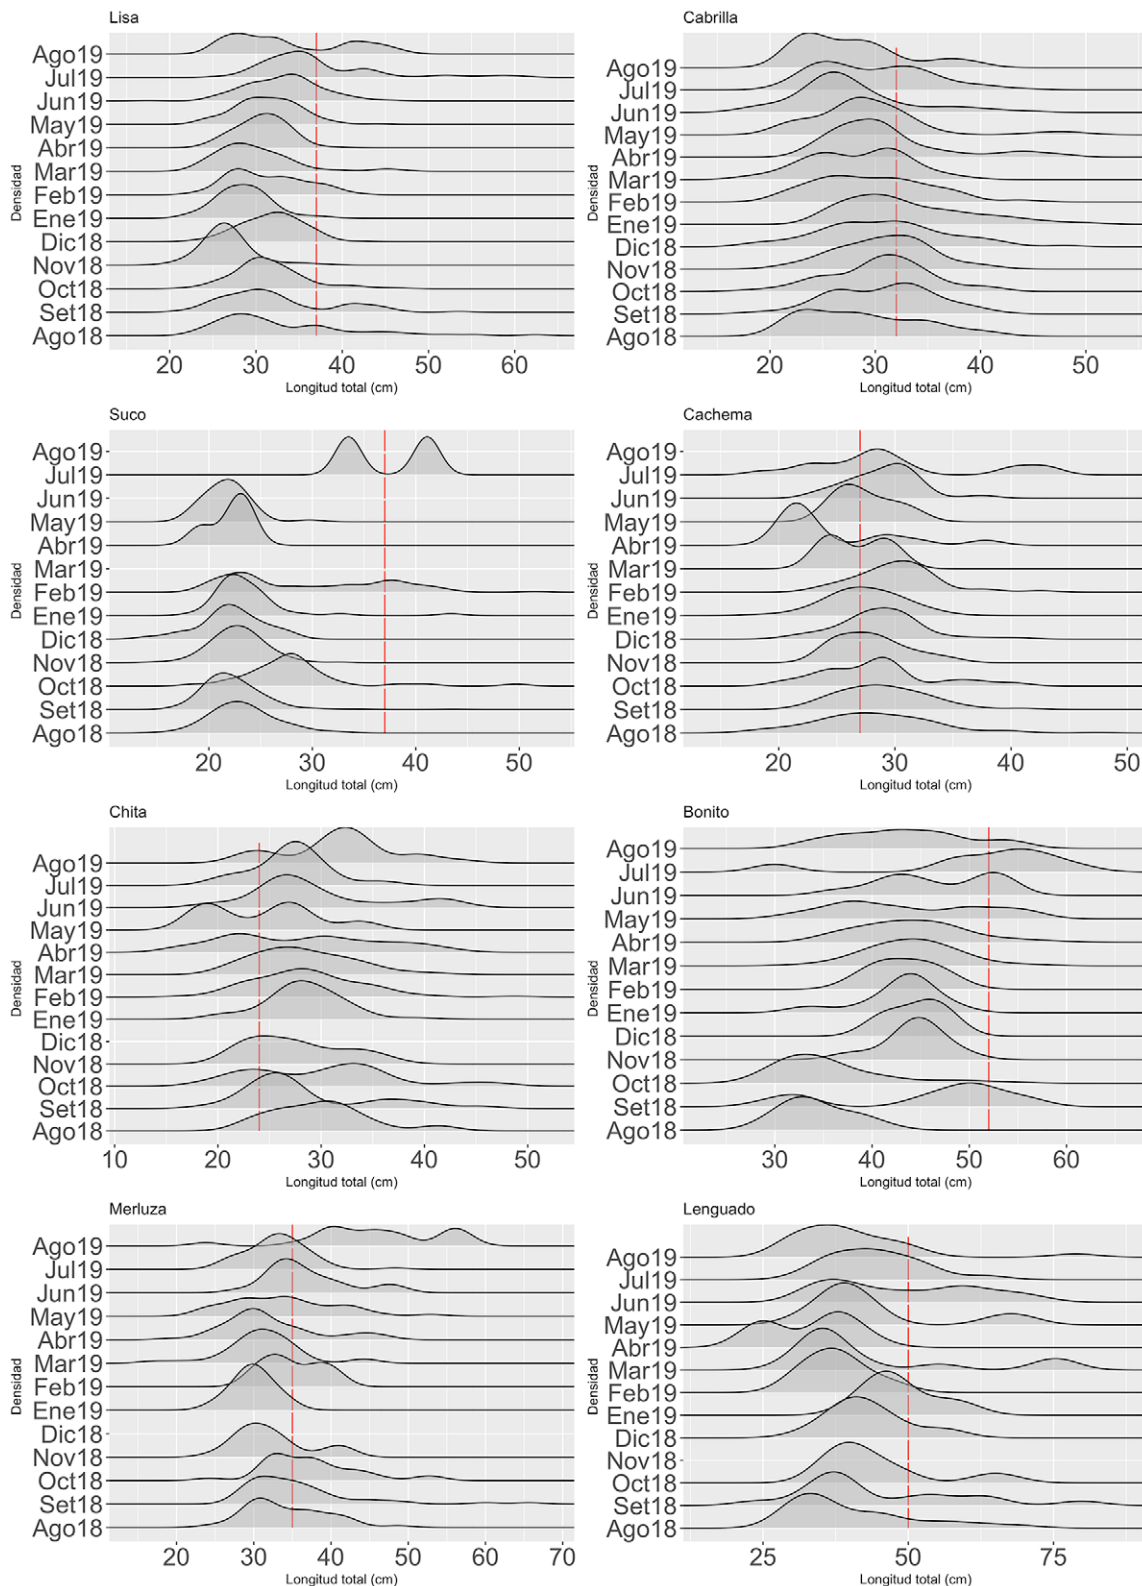 Lisa
Densidad
Ago19
Jul19
Jun19
May19
Abr19
Mar19
Feb19
Ene19
Dic18
Nov18
Oct18
Set18
Ago18
20 30 40 50 60
Longitud total (cm)
Cabrilla
Densidad
Ago19
Jul19
Jun19
May19
Abr19
Mar19
Feb19
Ene19
Dic18
Nov18
Oct18
Set18
Ago18
20 30 40 50
Longitud total (cm)
Suco
Densidad
Ago19
Jul19
Jun19
May19
Abr19
Mar19
Feb19
Ene19
Dic18
Nov18
Oct18
Set18
Ago18
20 30 40 50
Longitud total (cm)
Cachema
Densidad
Ago19
Jul19
Jun19
May19
Abr19
Mar19
Feb19
Ene19
Dic18
Nov18
Oct18
Set18
Ago18
20 30 40 50
Longitud total (cm)
Chita
Densidad
Ago19
Jul19
Jun19
May19
Abr19
Mar19
Feb19
Ene19
Dic18
Nov18
Oct18
Set18
Ago18
10 20 30 40 50
Longitud total (cm)
Bonito
Densidad
Ago19
Jul19
Jun19
May19
Abr19
Mar19
Feb19
Ene19
Dic18
Nov18
Oct18
Set18
Ago18
30 40 50 60
Longitud total (cm)
Merluza
Densidad
Ago19
Jul19
Jun19
May19
Abr19
Mar19
Feb19
Ene19
Dic18
Nov18
Oct18
Set18
Ago18
20 30 40 50 60 70
Longitud total (cm)
Lenguado
Densidad
Ago19
Jul19
Jun19
May19
Abr19
Mar19
Feb19
Ene19
Dic18
Nov18
Oct18
Set18
Ago18
25 50 75
Longitud total (cm)